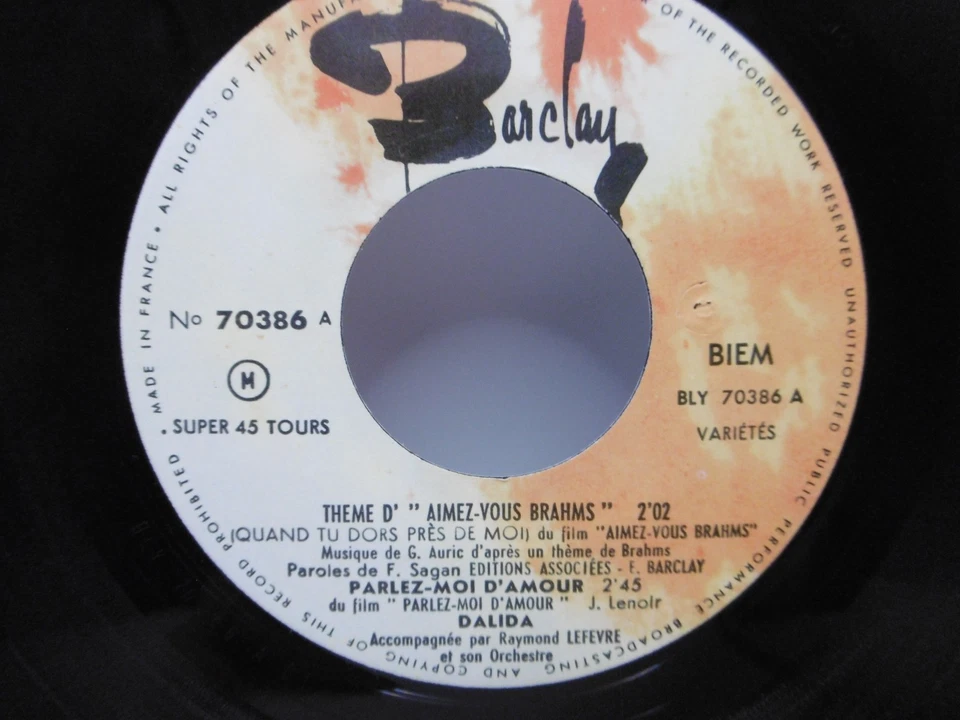 Barclay
MADE IN FRANCE • ALL RIGHTS OF THE
OF THE RECORDED WORK RESERVED UNAUTHORIZED PUBLIC PERFORMANCE BROADCASTING AND COPYING OF THIS RECORD PROHIBITED
No 70386 A
M
. SUPER 45 TOURS
BIEM
BLY 70386 A
VARIÉTÉS
THEME D' " AIMEZ-VOUS BRAHMS " 2'02
(QUAND TU DORS PRÈS DE MOI) du film "AIMEZ-VOUS BRAHMS"
Musique de G. Auric d'après un thème de Brahms
Paroles de F. Sagan EDITIONS ASSOCIÉES - E. BARCLAY
PARLEZ-MOI D'AMOUR 2'45
du film " PARLEZ-MOI D'AMOUR " J. Lenoir
DALIDA
Accompagnée par Raymond LEFEVRE
et son Orchestre